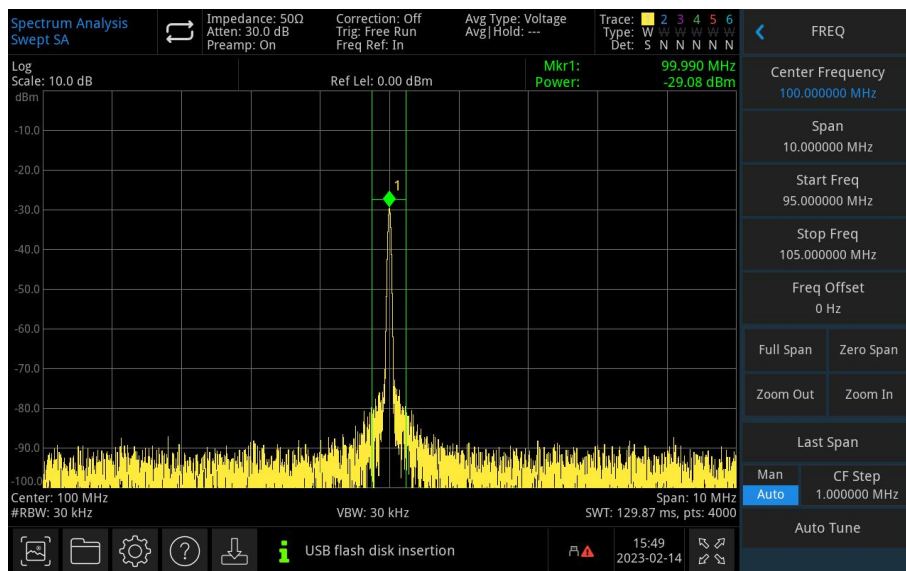 Spectrum Analysis
Swept SA
Impedance: 50Ω
Atten: 30.0 dB
Preamp: On
Correction: Off
Trig: Free Run
Freq Ref: In
Avg Type: Voltage
Avg|Hold: ---
Trace: 1 2 3 4 5 6
Type: W W W W W W
Det: S N N N N N
Log
Scale: 10.0 dB
Ref Lel: 0.00 dBm
Mkr1: 99.990 MHz
Power: -29.08 dBm
dBm
-10.0
-20.0
-30.0
-40.0
-50.0
-60.0
-70.0
-80.0
-90.0
-100.0
1
Center: 100 MHz
#RBW: 30 kHz
VBW: 30 kHz
Span: 10 MHz
SWT: 129.87 ms, pts: 4000
USB flash disk insertion
15:49
2023-02-14
FREQ
Center Frequency
100.000000 MHz
Span
10.000000 MHz
Start Freq
95.000000 MHz
Stop Freq
105.000000 MHz
Freq Offset
0 Hz
Full Span
Zero Span
Zoom Out
Zoom In
Last Span
Man
Auto
CF Step
1.000000 MHz
Auto Tune